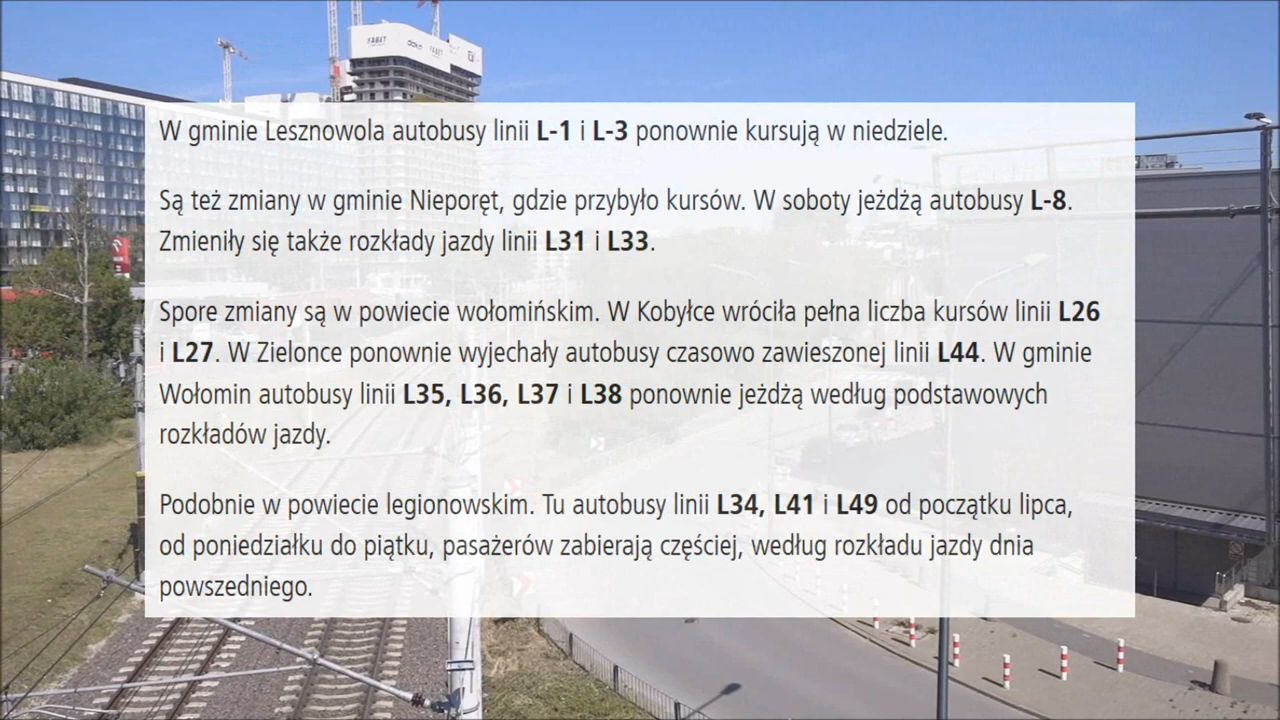 FABET
W gminie Lesznowola autobusy linii L-1 i L-3 ponownie kursują w niedziele.
Są też zmiany w gminie Nieporęt, gdzie przybyło kursów. W soboty jeżdżą autobusy L-8.
Zmieniły się także rozkłady jazdy linii L31 i L33.
Spore zmiany są w powiecie wołomińskim. W Kobyłce wróciła pełna liczba kursów linii L26
i L27. W Zielonce ponownie wyjechały autobusy czasowo zawieszonej linii L44. W gminie
Wołomin autobusy linii L35, L36, L37 i L38 ponownie jeżdżą według podstawowych
rozkładów jazdy.
Podobnie w powiecie legionowskim. Tu autobusy linii L34, L41 i L49 od początku lipca,
od poniedziałku do piątku, pasażerów zabierają częściej, według rozkładu jazdy dnia
powszedniego.